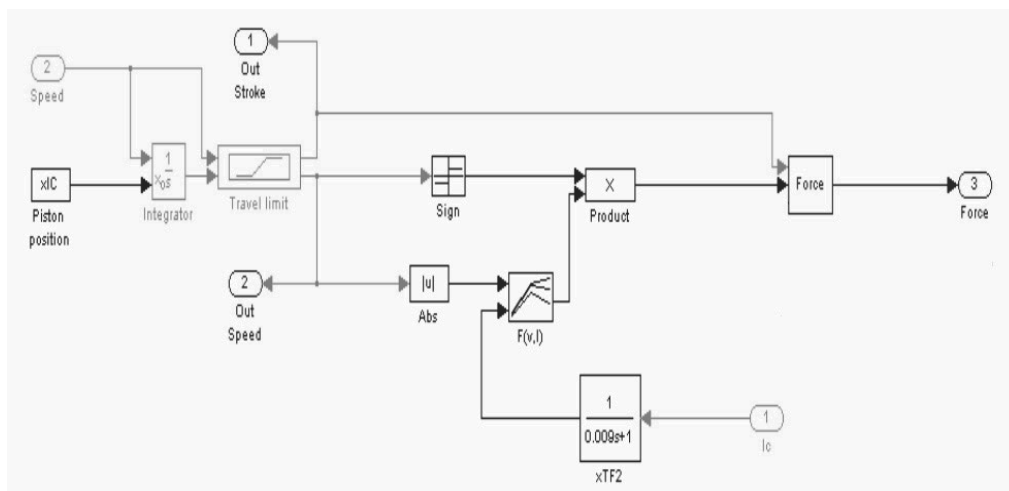 1
Out
Stroke
2
Speed
xIC
Piston
position
1
x₀s
Integrator
Travel limit
Sign
X
Product
Force
3
Force
2
Out
Speed
|u|
Abs
F(v,I)
1
0.009s+1
xTF2
1
Ic